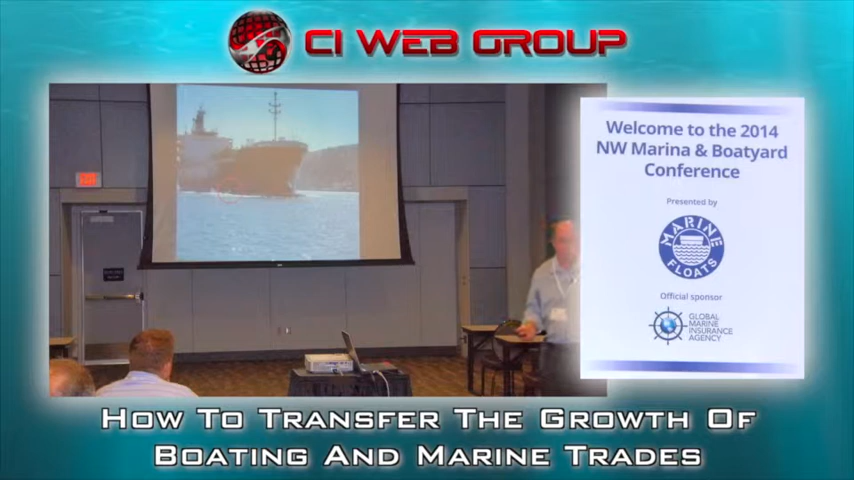 CI WEB GROUP
Welcome to the 2014
NW Marina & Boatyard
Conference
Presented by
MARINE
FLOATS
Official sponsor
GLOBAL
MARINE
INSURANCE
AGENCY
HOW TO TRANSFER THE GROWTH OF
BOATING AND MARINE TRADES